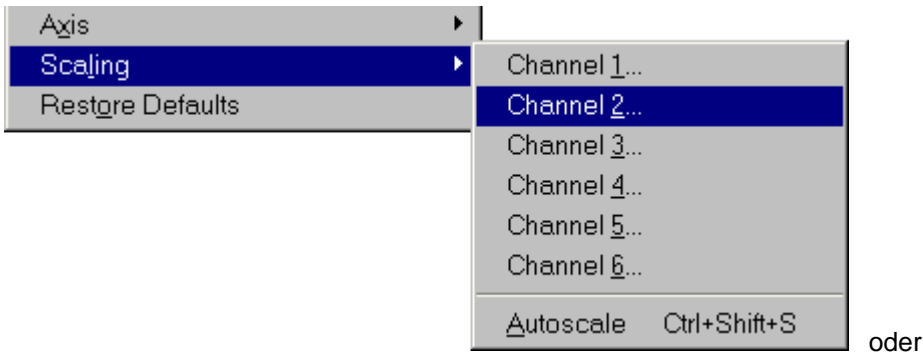 Axis
Scaling
Restore Defaults
Channel 1...
Channel 2...
Channel 3...
Channel 4...
Channel 5...
Channel 6...
Autoscale Ctrl+Shift+S
oder